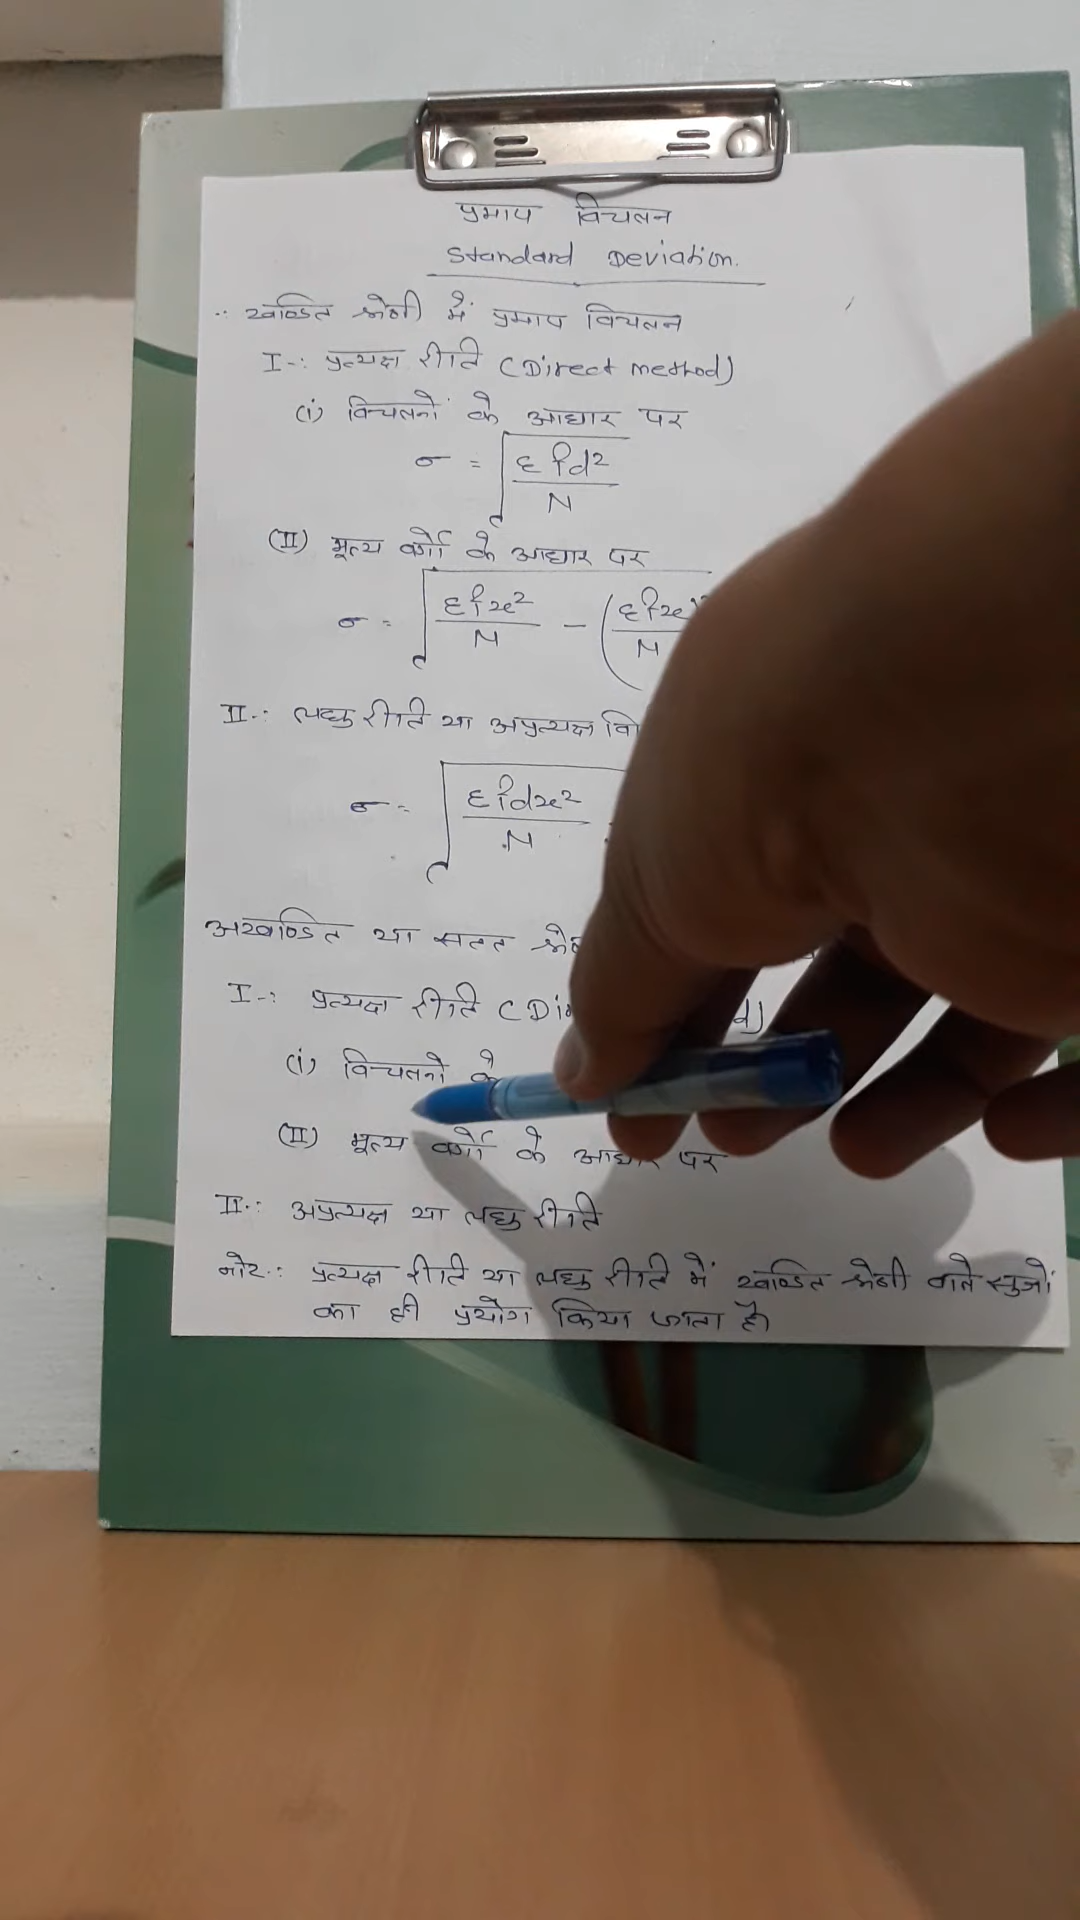 प्रमाप विचलन
Standard Deviation.
∴ खण्डित श्रेणी में प्रमाप विचलन
I-: प्रत्यक्ष रीति (Direct method)
(i) विचलनों के आधार पर
σ = √ Σfd² / N
(II) मूल्य वर्गो के आधार पर
σ = √ Σfx² / N - (Σfx / N
II.: लघु रीति या अप्रत्यक्ष वि
σ = √ Σfdx² / N
अखण्डित या सतत श्रे
I-: प्रत्यक्ष रीति (Di d)
(i) विचलनो के
(II) मूल्य वर्गो के आधार पर
II.: अप्रत्यक्ष या लघु रीति
नोट.: प्रत्यक्ष रीति या लघु रीति में खण्डित श्रेणी वाले सुत्रों
का ही प्रयोग किया जाता है